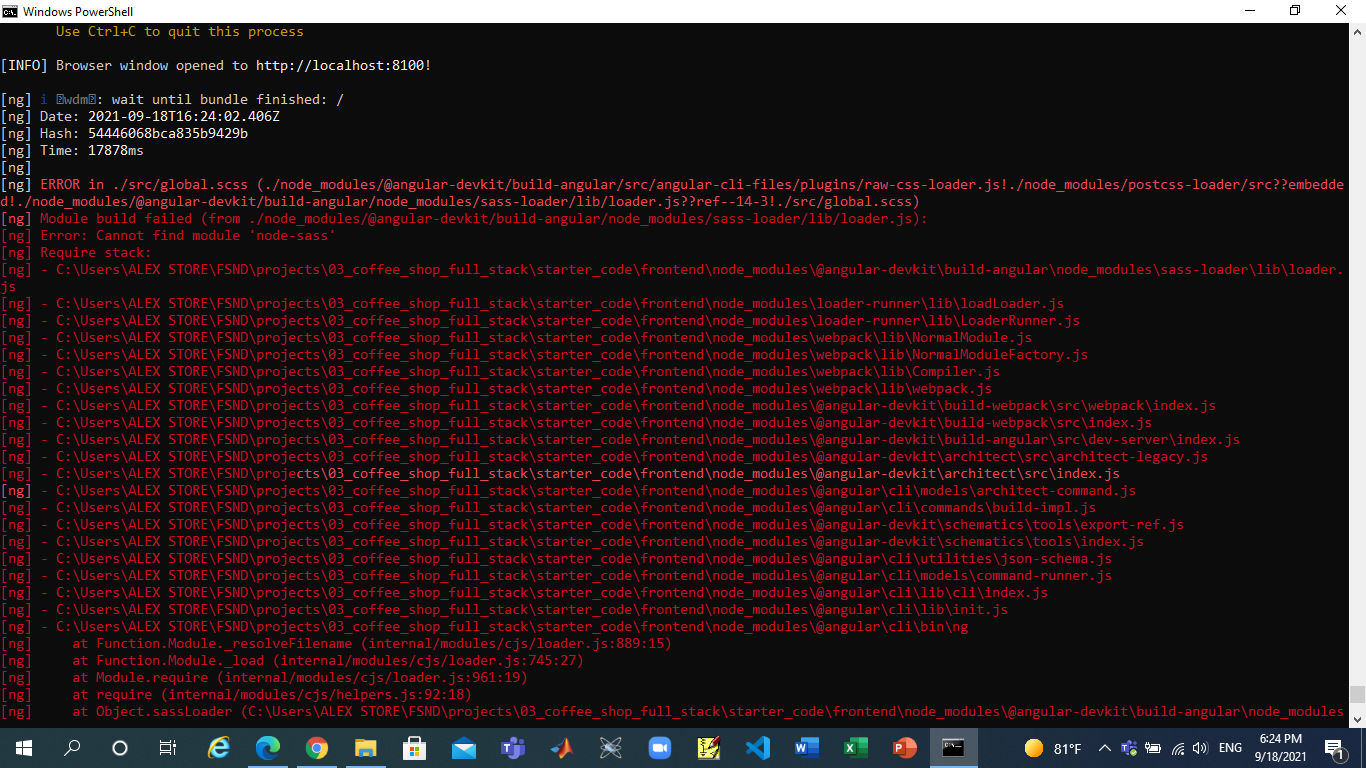 Windows PowerShell
Use Ctrl+C to quit this process
[INFO] Browser window opened to http://localhost:8100!
[ng] i ｢wdm｣: wait until bundle finished: /
[ng] Date: 2021-09-18T16:24:02.406Z
[ng] Hash: 54446068bca835b9429b
[ng] Time: 17878ms
[ng]
[ng] ERROR in ./src/global.scss (./node_modules/@angular-devkit/build-angular/src/angular-cli-files/plugins/raw-css-loader.js!./node_modules/postcss-loader/src??embedde
d!./node_modules/@angular-devkit/build-angular/node_modules/sass-loader/lib/loader.js??ref--14-3!./src/global.scss)
[ng] Module build failed (from ./node_modules/@angular-devkit/build-angular/node_modules/sass-loader/lib/loader.js):
[ng] Error: Cannot find module 'node-sass'
[ng] Require stack:
[ng] - C:\Users\ALEX STORE\FSND\projects\03_coffee_shop_full_stack\starter_code\frontend\node_modules\@angular-devkit\build-angular\node_modules\sass-loader\lib\loader.
js
[ng] - C:\Users\ALEX STORE\FSND\projects\03_coffee_shop_full_stack\starter_code\frontend\node_modules\loader-runner\lib\loadLoader.js
[ng] - C:\Users\ALEX STORE\FSND\projects\03_coffee_shop_full_stack\starter_code\frontend\node_modules\loader-runner\lib\LoaderRunner.js
[ng] - C:\Users\ALEX STORE\FSND\projects\03_coffee_shop_full_stack\starter_code\frontend\node_modules\webpack\lib\NormalModule.js
[ng] - C:\Users\ALEX STORE\FSND\projects\03_coffee_shop_full_stack\starter_code\frontend\node_modules\webpack\lib\NormalModuleFactory.js
[ng] - C:\Users\ALEX STORE\FSND\projects\03_coffee_shop_full_stack\starter_code\frontend\node_modules\webpack\lib\Compiler.js
[ng] - C:\Users\ALEX STORE\FSND\projects\03_coffee_shop_full_stack\starter_code\frontend\node_modules\webpack\lib\webpack.js
[ng] - C:\Users\ALEX STORE\FSND\projects\03_coffee_shop_full_stack\starter_code\frontend\node_modules\@angular-devkit\build-webpack\src\webpack\index.js
[ng] - C:\Users\ALEX STORE\FSND\projects\03_coffee_shop_full_stack\starter_code\frontend\node_modules\@angular-devkit\build-webpack\src\index.js
[ng] - C:\Users\ALEX STORE\FSND\projects\03_coffee_shop_full_stack\starter_code\frontend\node_modules\@angular-devkit\build-angular\src\dev-server\index.js
[ng] - C:\Users\ALEX STORE\FSND\projects\03_coffee_shop_full_stack\starter_code\frontend\node_modules\@angular-devkit\architect\src\architect-legacy.js
[ng] - C:\Users\ALEX STORE\FSND\projects\03_coffee_shop_full_stack\starter_code\frontend\node_modules\@angular-devkit\architect\src\index.js
[ng] - C:\Users\ALEX STORE\FSND\projects\03_coffee_shop_full_stack\starter_code\frontend\node_modules\@angular\cli\models\architect-command.js
[ng] - C:\Users\ALEX STORE\FSND\projects\03_coffee_shop_full_stack\starter_code\frontend\node_modules\@angular\cli\commands\build-impl.js
[ng] - C:\Users\ALEX STORE\FSND\projects\03_coffee_shop_full_stack\starter_code\frontend\node_modules\@angular-devkit\schematics\tools\export-ref.js
[ng] - C:\Users\ALEX STORE\FSND\projects\03_coffee_shop_full_stack\starter_code\frontend\node_modules\@angular-devkit\schematics\tools\index.js
[ng] - C:\Users\ALEX STORE\FSND\projects\03_coffee_shop_full_stack\starter_code\frontend\node_modules\@angular\cli\utilities\json-schema.js
[ng] - C:\Users\ALEX STORE\FSND\projects\03_coffee_shop_full_stack\starter_code\frontend\node_modules\@angular\cli\models\command-runner.js
[ng] - C:\Users\ALEX STORE\FSND\projects\03_coffee_shop_full_stack\starter_code\frontend\node_modules\@angular\cli\lib\cli\index.js
[ng] - C:\Users\ALEX STORE\FSND\projects\03_coffee_shop_full_stack\starter_code\frontend\node_modules\@angular\cli\lib\init.js
[ng] - C:\Users\ALEX STORE\FSND\projects\03_coffee_shop_full_stack\starter_code\frontend\node_modules\@angular\cli\bin\ng
[ng]     at Function.Module._resolveFilename (internal/modules/cjs/loader.js:889:15)
[ng]     at Function.Module._load (internal/modules/cjs/loader.js:745:27)
[ng]     at Module.require (internal/modules/cjs/loader.js:961:19)
[ng]     at require (internal/modules/cjs/helpers.js:92:18)
[ng]     at Object.sassLoader (C:\Users\ALEX STORE\FSND\projects\03_coffee_shop_full_stack\starter_code\frontend\node_modules\@angular-devkit\build-angular\node_modules
81°F
ENG
6:24 PM
9/18/2021
1